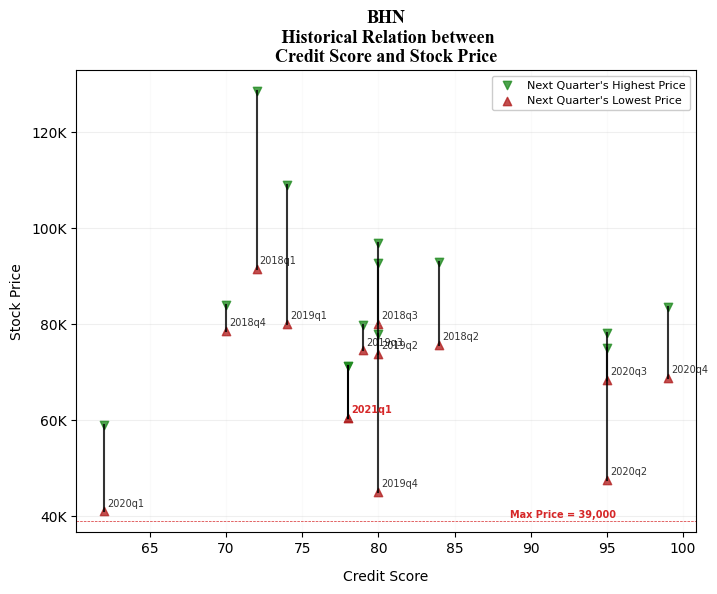 BHN
Historical Relation between
Credit Score and Stock Price
Next Quarter's Highest Price
Next Quarter's Lowest Price
120K
100K
80K
60K
40K
Stock Price
2018q1
2018q4
2019q1
2018q3
2019q3
2019q2
2018q2
2020q3
2020q4
2021q1
2019q4
2020q2
2020q1
Max Price = 39,000
65
70
75
80
85
90
95
100
Credit Score